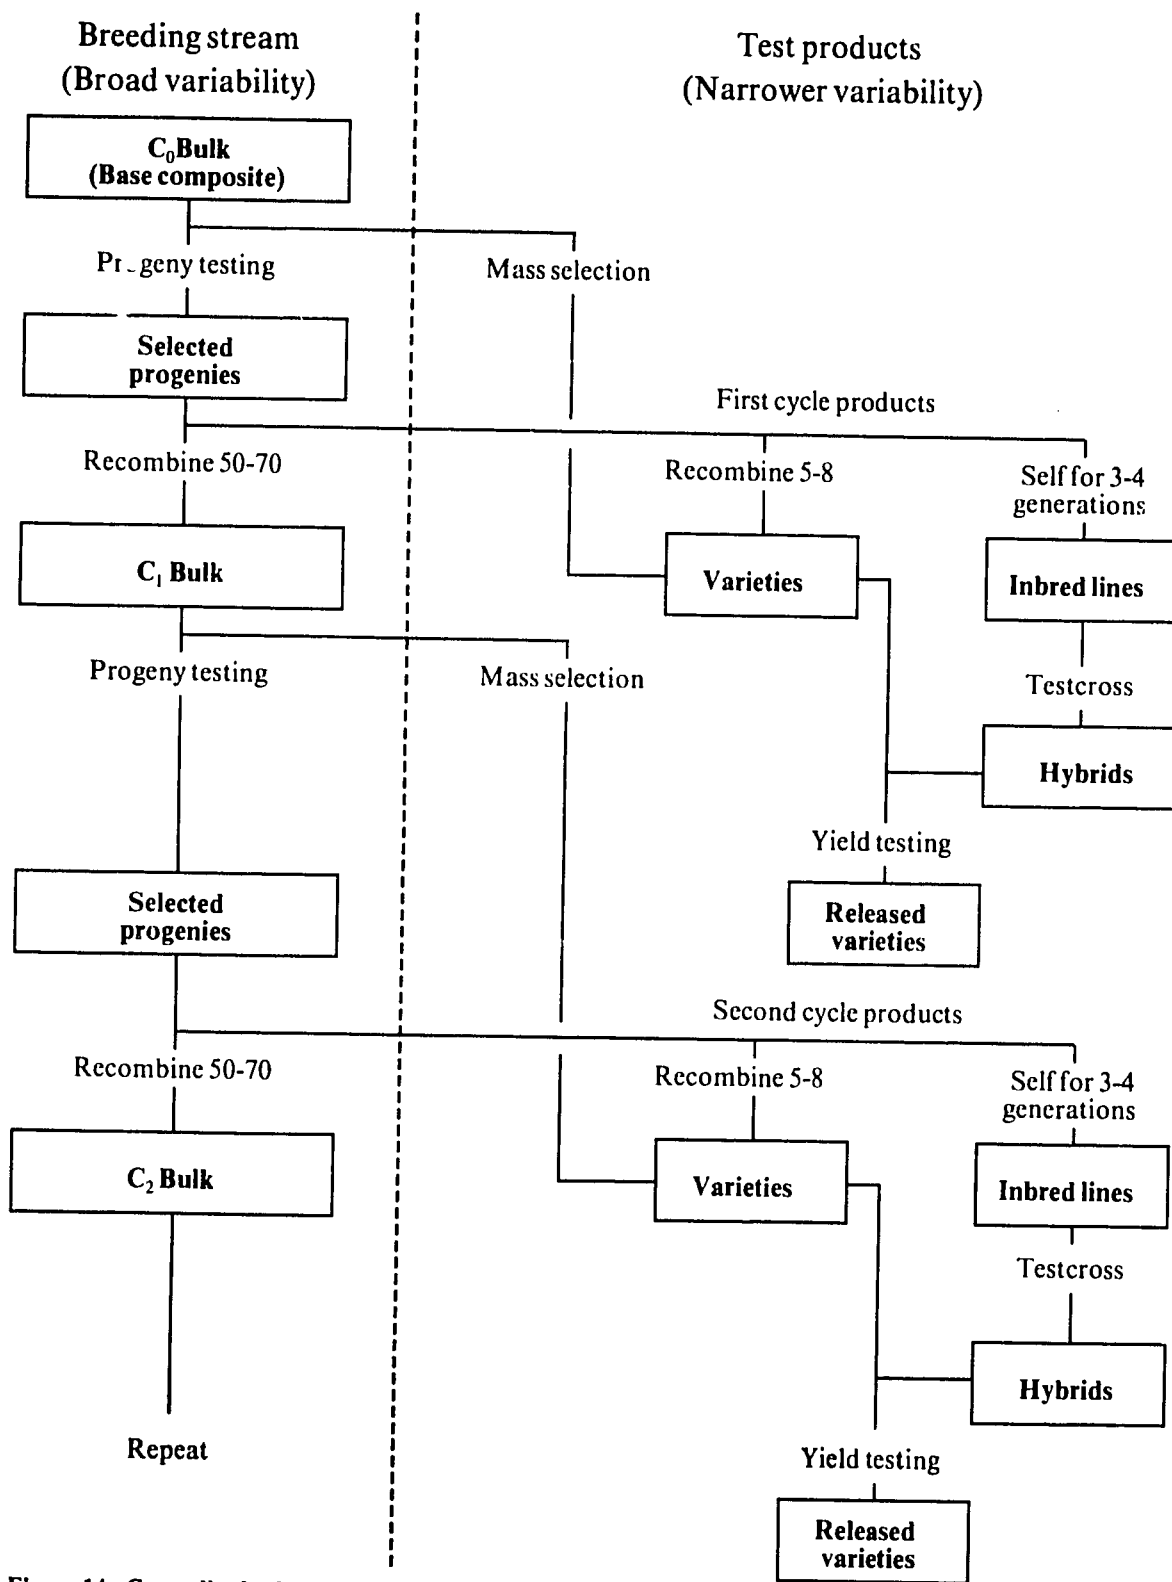 Breeding stream
(Broad variability)
Test products
(Narrower variability)
C₀Bulk
(Base composite)
Pr_geny testing
Mass selection
Selected
progenies
First cycle products
Recombine 50-70
Recombine 5-8
Self for 3-4
generations
C₁ Bulk
Varieties
Inbred lines
Progeny testing
Mass selection
Testcross
Hybrids
Yield testing
Selected
progenies
Released
varieties
Second cycle products
Recombine 50-70
Recombine 5-8
Self for 3-4
generations
C₂ Bulk
Varieties
Inbred lines
Testcross
Hybrids
Repeat
Yield testing
Released
varieties